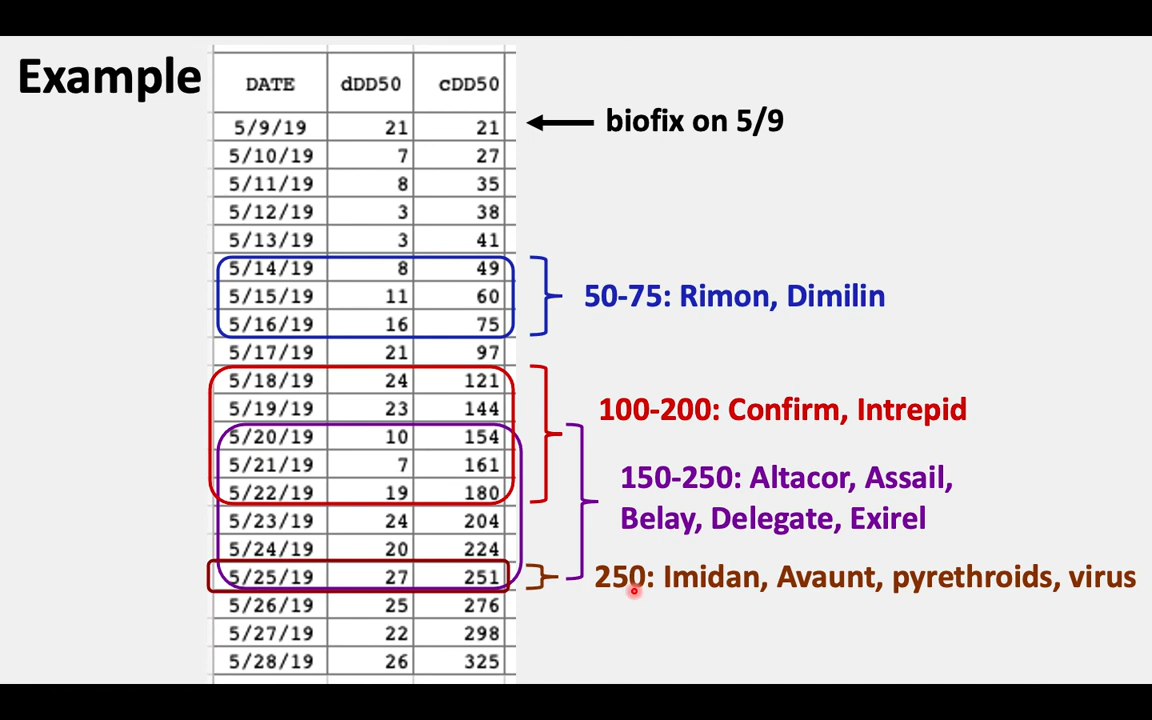 Example
DATE dDD50 cDD50
5/9/19 21 21
biofix on 5/9
5/10/19 7 27
5/11/19 8 35
5/12/19 3 38
5/13/19 3 41
5/14/19 8 49
5/15/19 11 60
50-75: Rimon, Dimilin
5/16/19 16 75
5/17/19 21 97
5/18/19 24 121
5/19/19 23 144
100-200: Confirm, Intrepid
5/20/19 10 154
5/21/19 7 161
150-250: Altacor, Assail,
Belay, Delegate, Exirel
5/22/19 19 180
5/23/19 24 204
5/24/19 20 224
5/25/19 27 251
250: Imidan, Avaunt, pyrethroids, virus
5/26/19 25 276
5/27/19 22 298
5/28/19 26 325